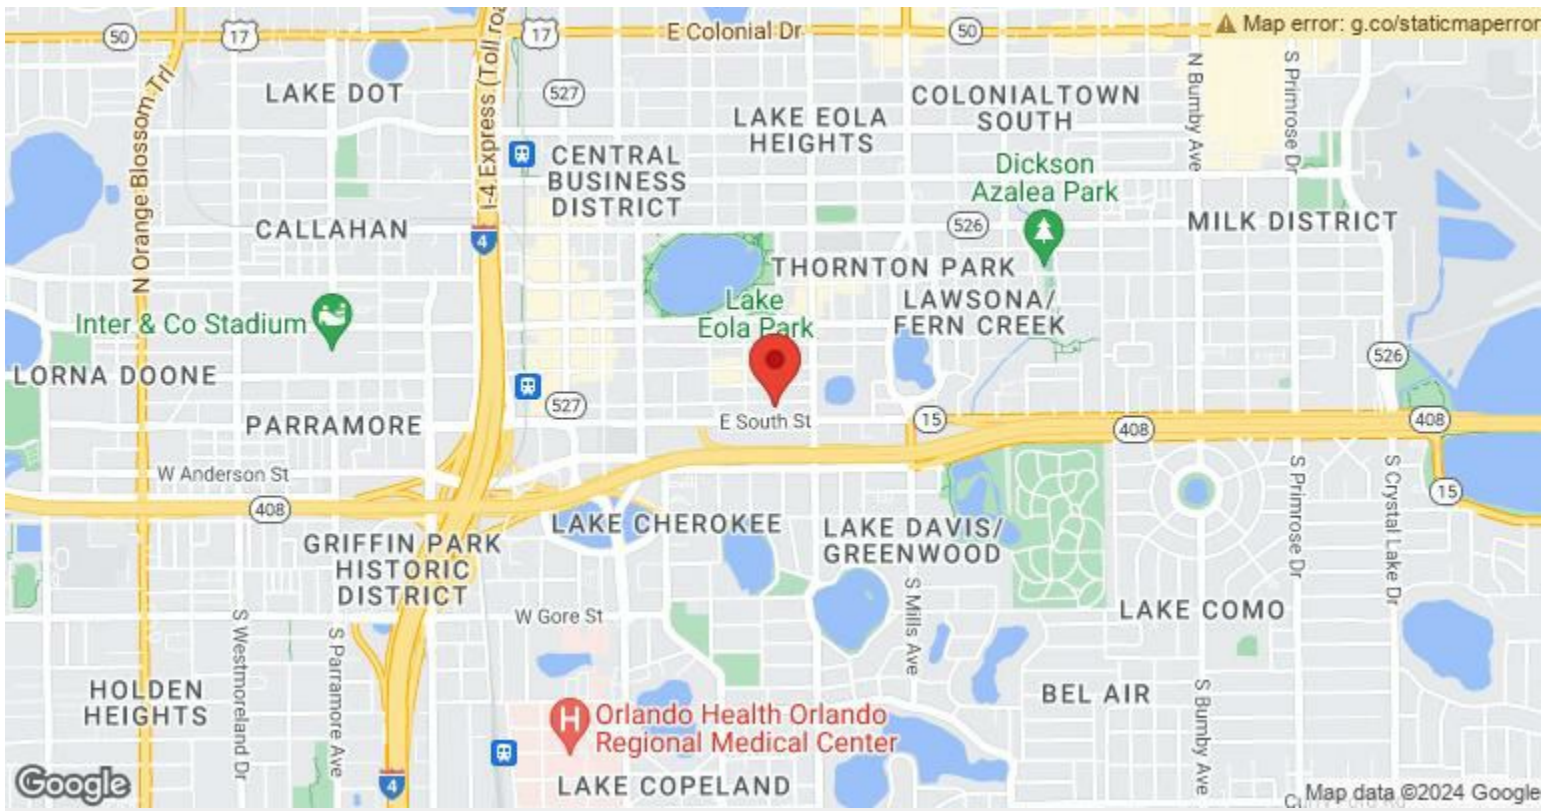 50
17
17
E Colonial Dr
50
Map error: g.co/staticmaperror
LAKE DOT
527
I-4 Express (Toll roa
N Orange Blossom Trl
LAKE EOLA
HEIGHTS
COLONIALTOWN
SOUTH
N Bumby Ave
S Primrose Dr
CENTRAL
BUSINESS
DISTRICT
Dickson
Azalea Park
CALLAHAN
4
526
MILK DISTRICT
THORNTON PARK
Lake
Eola Park
LAWSONA/
FERN CREEK
Inter & Co Stadium
LORNA DOONE
526
527
PARRAMORE
E South St
15
408
408
W Anderson St
408
S Primrose Dr
S Crystal Lake Dr
15
LAKE CHEROKEE
LAKE DAVIS/
GREENWOOD
GRIFFIN PARK
HISTORIC
DISTRICT
W Gore St
S Mills Ave
LAKE COMO
S Westmoreland Dr
S Parramore Ave
HOLDEN
HEIGHTS
BEL AIR
S Bumby Ave
H
Orlando Health Orlando
Regional Medical Center
4
LAKE COPELAND
Google
Map data ©2024 Google